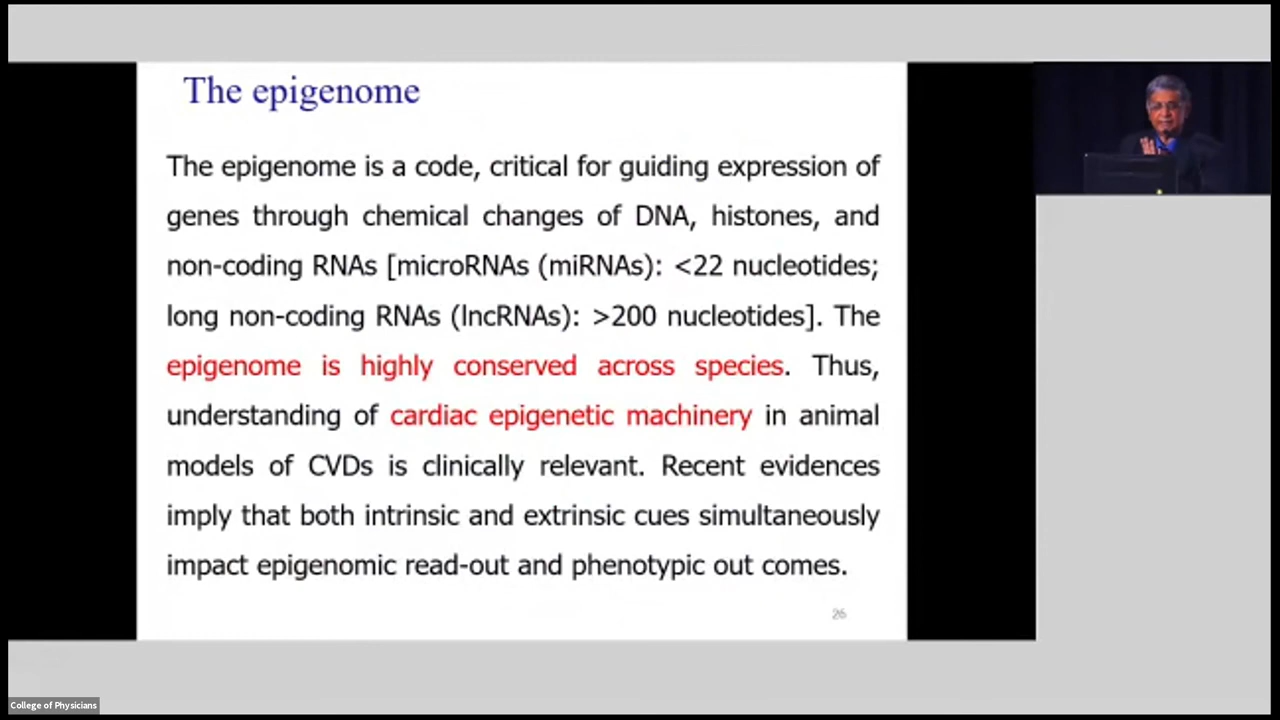 The epigenome
The epigenome is a code, critical for guiding expression of
genes through chemical changes of DNA, histones, and
non-coding RNAs [microRNAs (miRNAs): <22 nucleotides;
long non-coding RNAs (lncRNAs): >200 nucleotides]. The
epigenome is highly conserved across species. Thus,
understanding of cardiac epigenetic machinery in animal
models of CVDs is clinically relevant. Recent evidences
imply that both intrinsic and extrinsic cues simultaneously
impact epigenomic read-out and phenotypic out comes.
26
College of Physicians